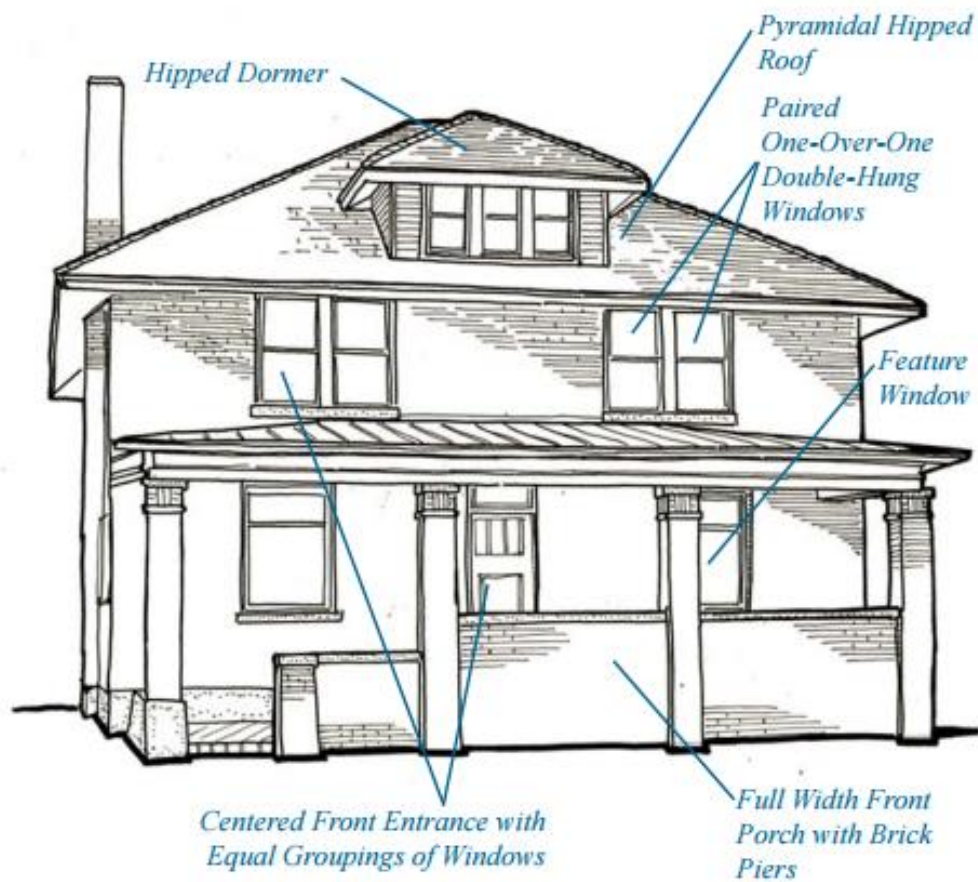 Pyramidal Hipped
Roof
Hipped Dormer
Paired
One-Over-One
Double-Hung
Windows
Feature
Window
Centered Front Entrance with
Equal Groupings of Windows
Full Width Front
Porch with Brick
Piers